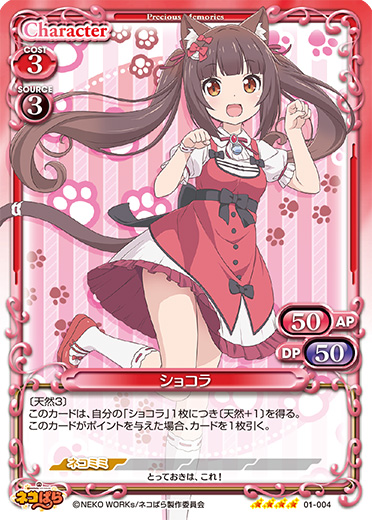 Precious Memories
Character
COST
3
SOURCE
3
50 AP
DP 50
ショコラ
〔天然3〕
このカードは、自分の「ショコラ」1枚につき〔天然+1〕を得る。
このカードがポイントを与えた場合、カードを1枚引く。
ネコミミ
とっておきは、これ！
ネコぱら
©NEKO WORKs/ネコぱら製作委員会
★★★★ 01-004